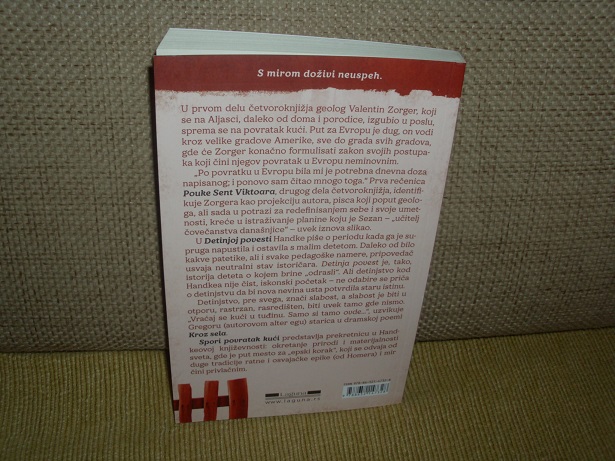 S mirom doživi neuspeh.
U prvom delu četvoroknjižja geolog Valentin Zorger, koji
se na Aljasci, daleko od doma i porodice, izgubio u poslu,
sprema se na povratak kući. Put za Evropu je dug, on vodi
kroz velike gradove Amerike, sve do grada svih gradova,
gde će Zorger konačno formulisati zakon svojih postupa-
ka koji čini njegov povratak u Evropu neminovnim.
„Po povratku u Evropu bila mi je potrebna dnevna doza
napisanog; i ponovo sam čitao mnogo toga.“ Prva rečenica
Pouke Sent Viktoara, drugog dela četvoroknjižja, identifi-
kuje Zorgera kao projekciju autora, pisca koji poput geolo-
ga, ali sada u potrazi za redefinisanjem sebe i svoje umet-
nosti, kreće u istraživanje planine koju je Sezan – „učitelj
čovečanstva današnjice“ – uvek iznova slikao.
U Detinjoj povesti Handke piše o periodu kada ga je su-
pruga napustila i ostavila s malim detetom. Daleko od bilo
kakve patetike, ali i svake pedagoške namere, pripovedač
usvaja neutralni stav istoričara. Detinja povest je, tako,
istorija deteta o kojem brine „odrasli“. Ali detinjstvo kod
Handkea nije čist, iskonski početak – ne odabire se priča
o detinjstvu da bi nova nevina usta potvrdila staru istinu.
Detinjstvo, pre svega, znači slabost, a slabost je biti u
otporu, rastrzan, razredišten, biti uvek tamo gde nismo.
„Vraćaj se kući u tuđinu. Samo si tamo ovde...“, uzvikuje
Gregoru (autorovom alter egu) starica u dramskoj poemi
Kroz sela.
Spori povratak kući predstavlja prekretnicu u Hand-
keovoj književnosti: okretanje prirodi i materijalnosti
sveta, gde je put mesto za „epski korak“, koji se odvaja od
duge tradicije ratne i osvajačke epike (od Homera) i mir
čini privlačnim.
Laguna
www.laguna.rs